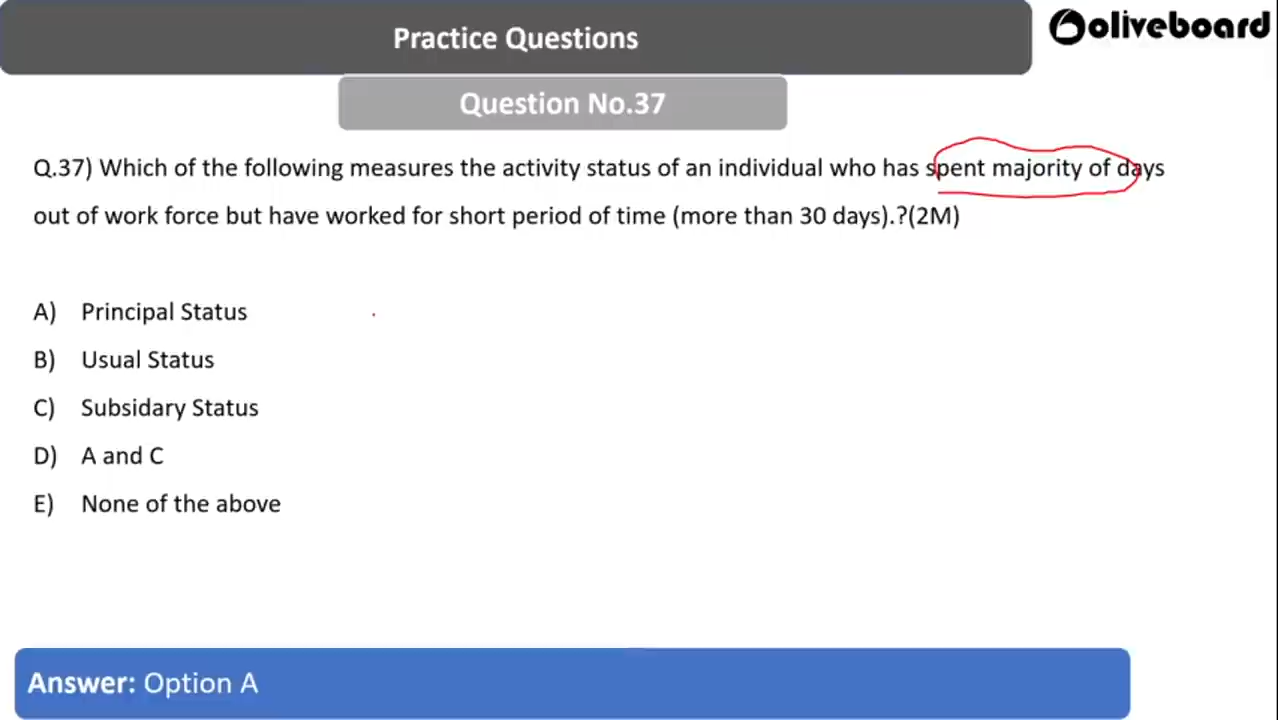 Practice Questions
oliveboard
Question No.37
Q.37) Which of the following measures the activity status of an individual who has spent majority of days
out of work force but have worked for short period of time (more than 30 days).?(2M)
A) Principal Status
B) Usual Status
C) Subsidary Status
D) A and C
E) None of the above
Answer: Option A